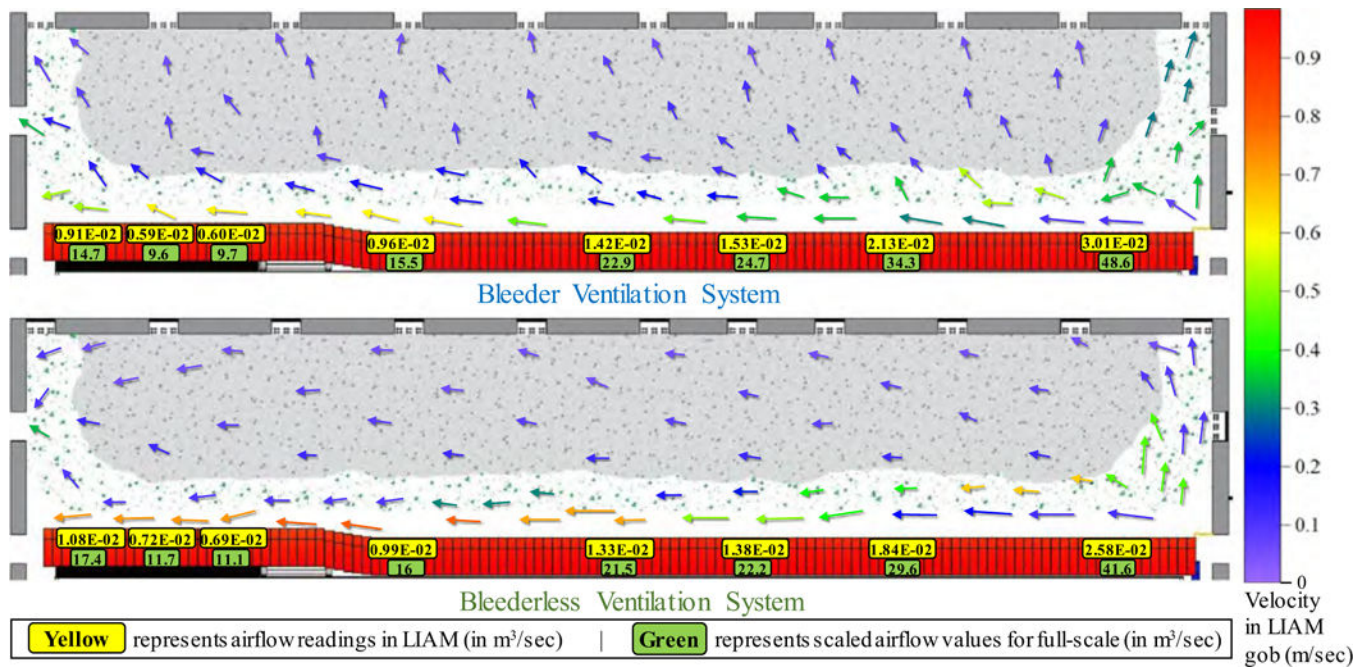 0.9
0.8
0.7
0.6
0.5
0.4
0.3
0.2
0.1
0
Velocity
in LIAM
gob (m/sec)
0.91E-02 0.59E-02 0.60E-02 0.96E-02 1.42E-02 1.53E-02 2.13E-02 3.01E-02
14.7 9.6 9.7 15.5 22.9 24.7 34.3 48.6
Bleeder Ventilation System
1.08E-02 0.72E-02 0.69E-02 0.99E-02 1.33E-02 1.38E-02 1.84E-02 2.58E-02
17.4 11.7 11.1 16 21.5 22.2 29.6 41.6
Bleederless Ventilation System
Yellow represents airflow readings in LIAM (in m³/sec) | Green represents scaled airflow values for full-scale (in m³/sec)